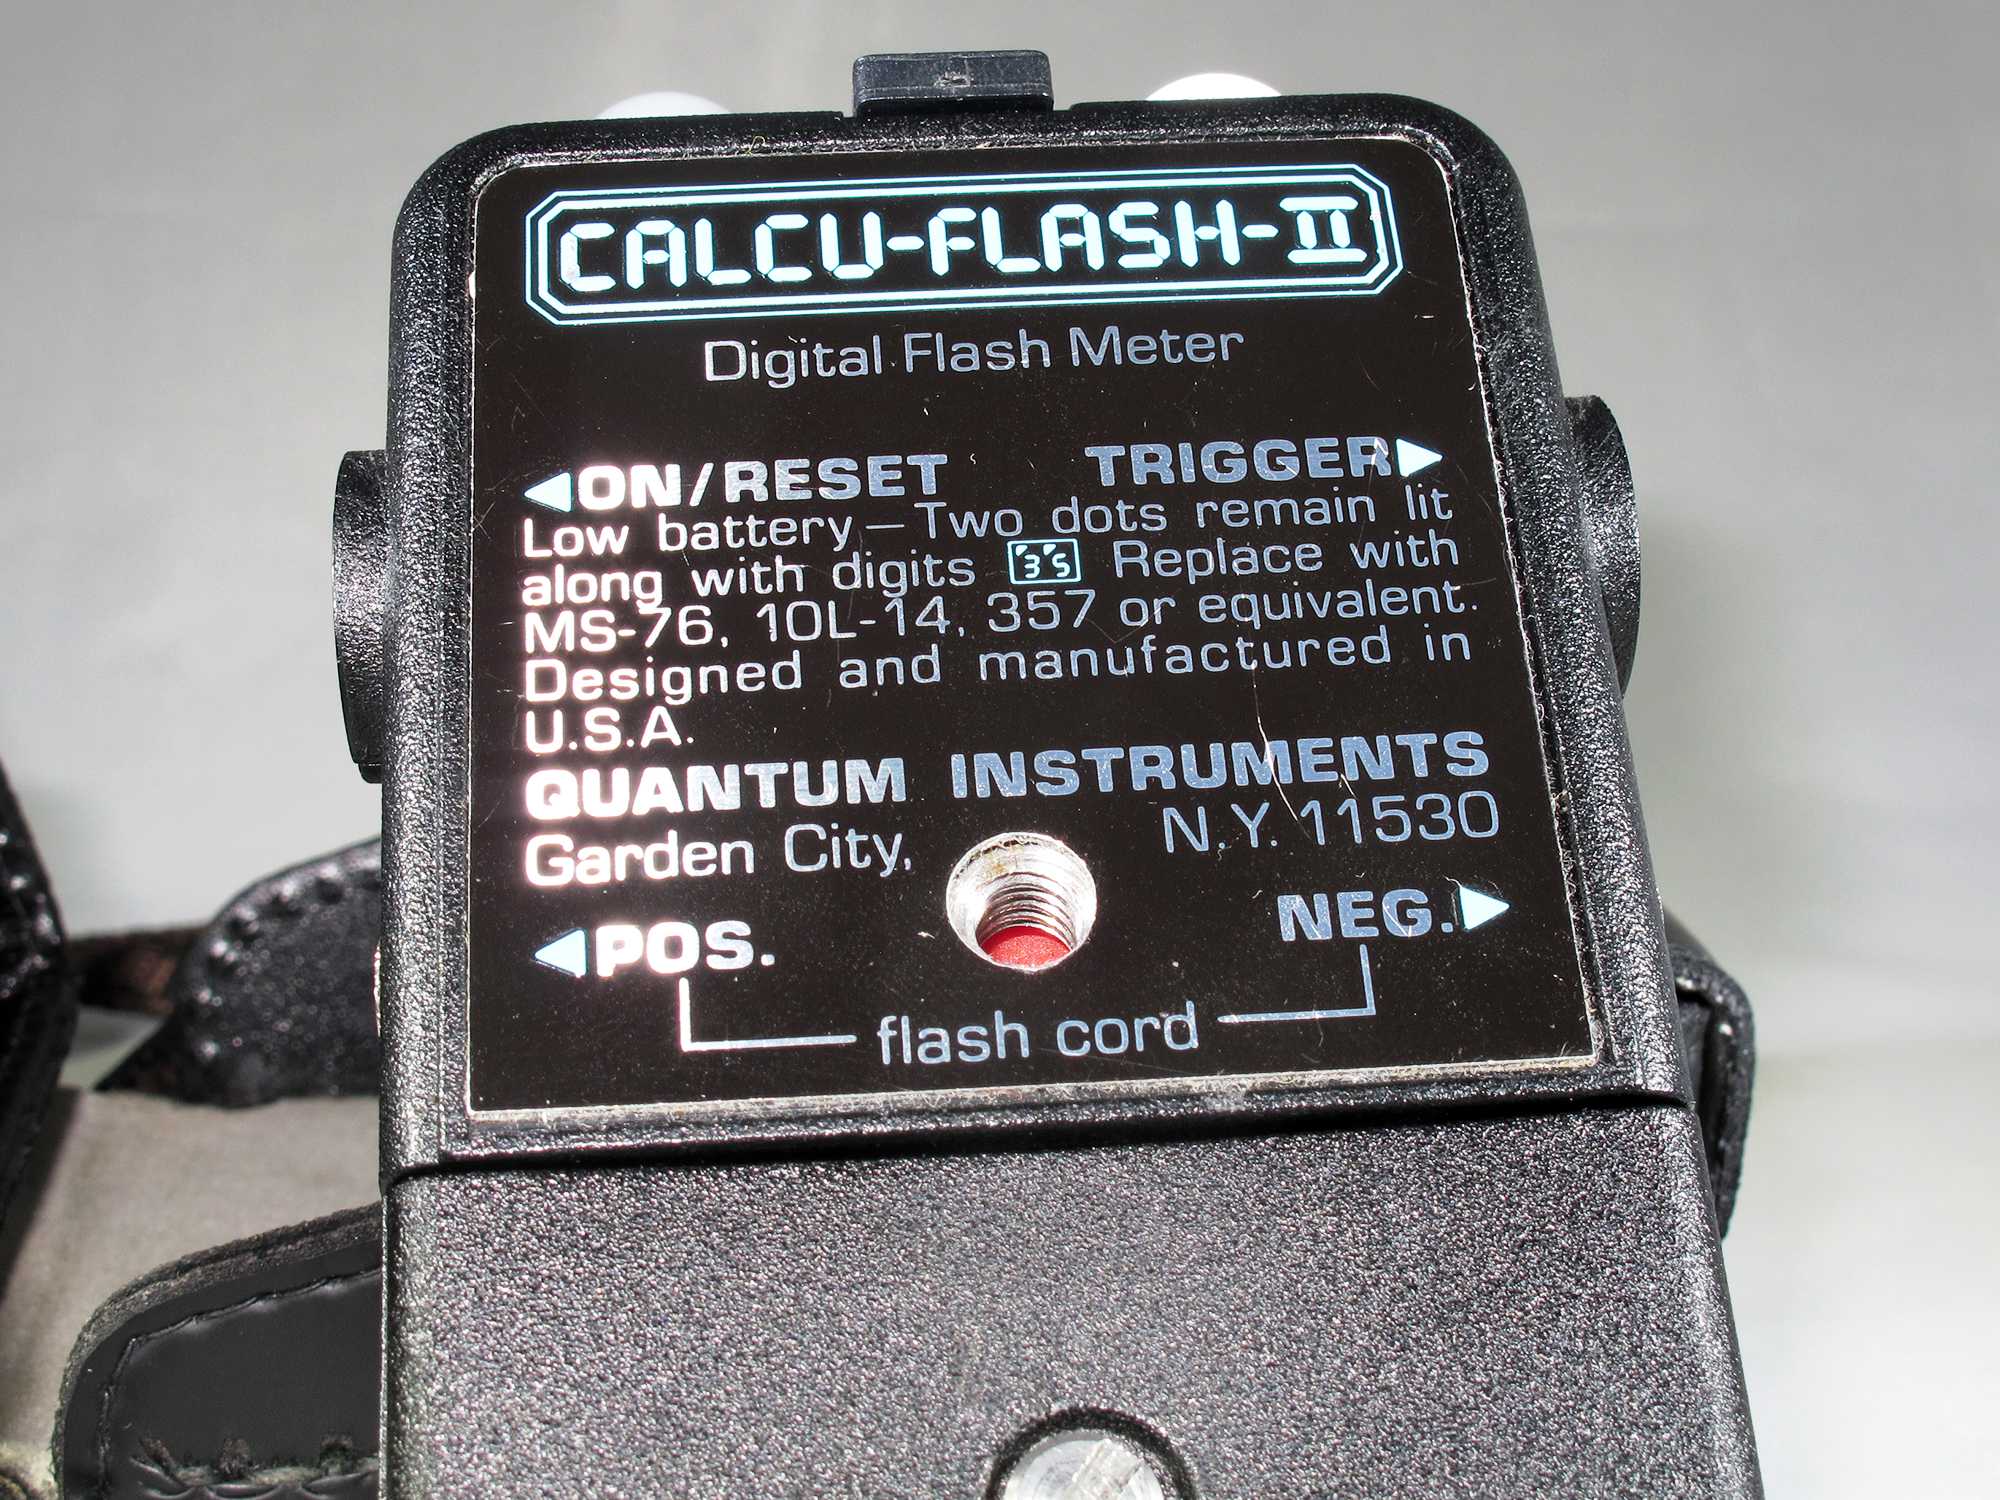 CALCU-FLASH-II
Digital Flash Meter
◀ON/RESET TRIGGER▶
Low battery — Two dots remain lit
along with digits 35 Replace with
MS-76, 10L-14, 357 or equivalent.
Designed and manufactured in
U.S.A.
QUANTUM INSTRUMENTS
Garden City, N.Y. 11530
◀POS. NEG.▶
flash cord